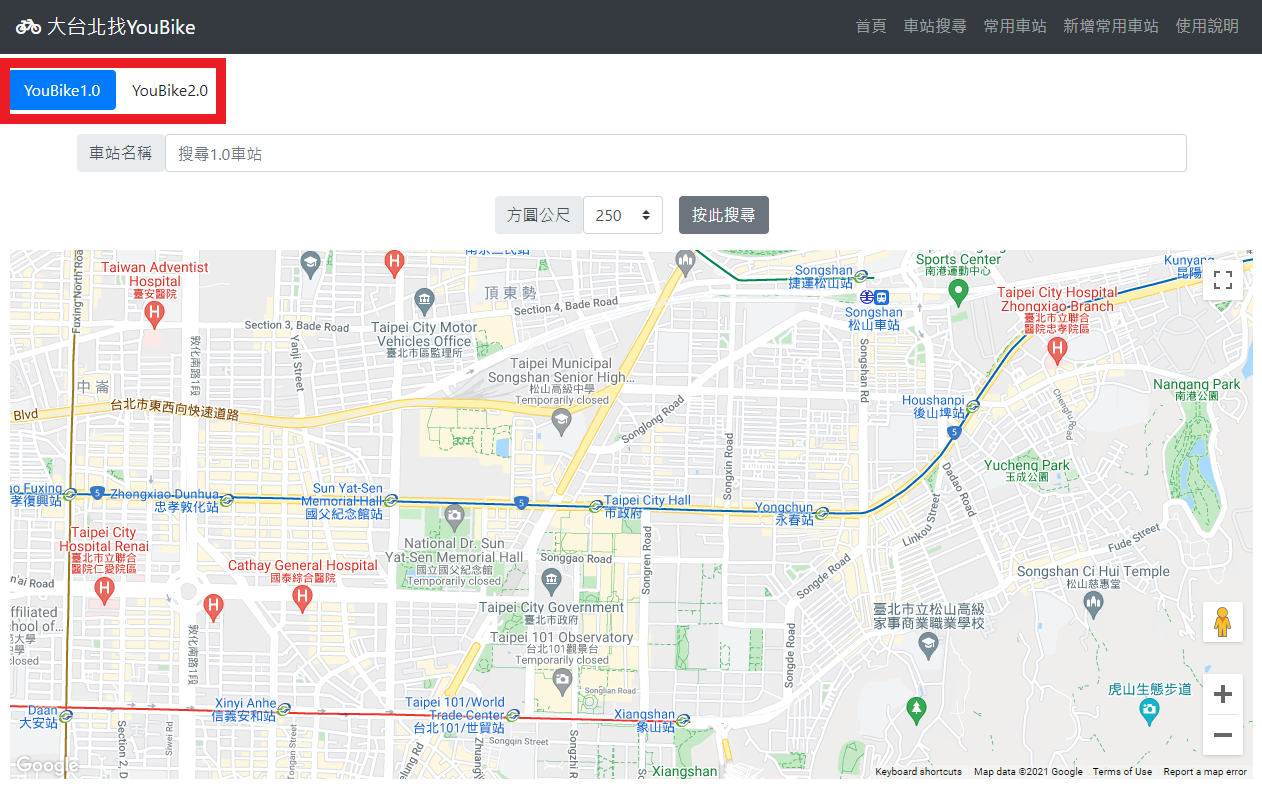 大台北找YouBike
首頁 車站搜尋 常用車站 新增常用車站 使用說明
YouBike1.0 YouBike2.0
車站名稱 搜尋1.0車站
方圓公尺 250 按此搜尋
Fuxing North Roa
Taiwan Adventist
Hospital
臺安醫院
頂東勢
Section 3, Bade Road
Section 4, Bade Road
Taipei City Motor
Vehicles Office
臺北市區監理所
敦化南路1段
Yanji Street
中崙
Taipei Municipal
Songshan Senior High...
松山高級中學
Temporarily closed
Songshan
捷運松山站
Songshan
松山車站
Songshan Rd
Sports Center
南港運動中心
Kunyang
昆陽
Taipei City Hospital
Zhongxiao Branch
臺北市立聯合
醫院忠孝院區
Nangang Park
南港公園
Houshanpi
後山埤站
5
Chengfu Road
Blvd
台北市東西向快速道路
Songlong Road
Songxin Road
Yucheng Park
玉成公園
Dadao Road
Linkou Street
Fude Street
ao Fuxing
孝復興站
5
Zhongxiao Dunhua
忠孝敦化站
Sun Yat-Sen
Memorial Hall
國父紀念館站
5
Taipei City Hall
市政府
Yongchun
永春站
Taipei City
Hospital Renai
臺北市立聯合
醫院仁愛院區
National Dr. Sun
Yat-Sen Memorial Hall
國立國父紀念館
Temporarily closed
Songgao Road
Songren Road
Songde Road
Cathay General Hospital
國泰綜合醫院
n'ai Road
Taipei City Government
臺北市政府
Songshan Ci Hui Temple
松山慈惠堂
臺北市立松山高級
家事商業職業學校
ffiliated
hool of...
範大學
closed
敦化南路1段
Taipei 101 Observatory
台北101觀景台
Temporarily closed
Songde Road
Songlian Road
虎山生態步道
Daan
大安站
Xinyi Anhe
信義安和站
Taipei 101/World
Trade Center
台北101/世貿站
Xiangshan
象山站
Section 2, D
Siwei Rd
Tongan Street
elung Rd
Zhuang
Songqin Street
Songzhi R
Xiangshan
Google
Keyboard shortcuts Map data ©2021 Google Terms of Use Report a map error